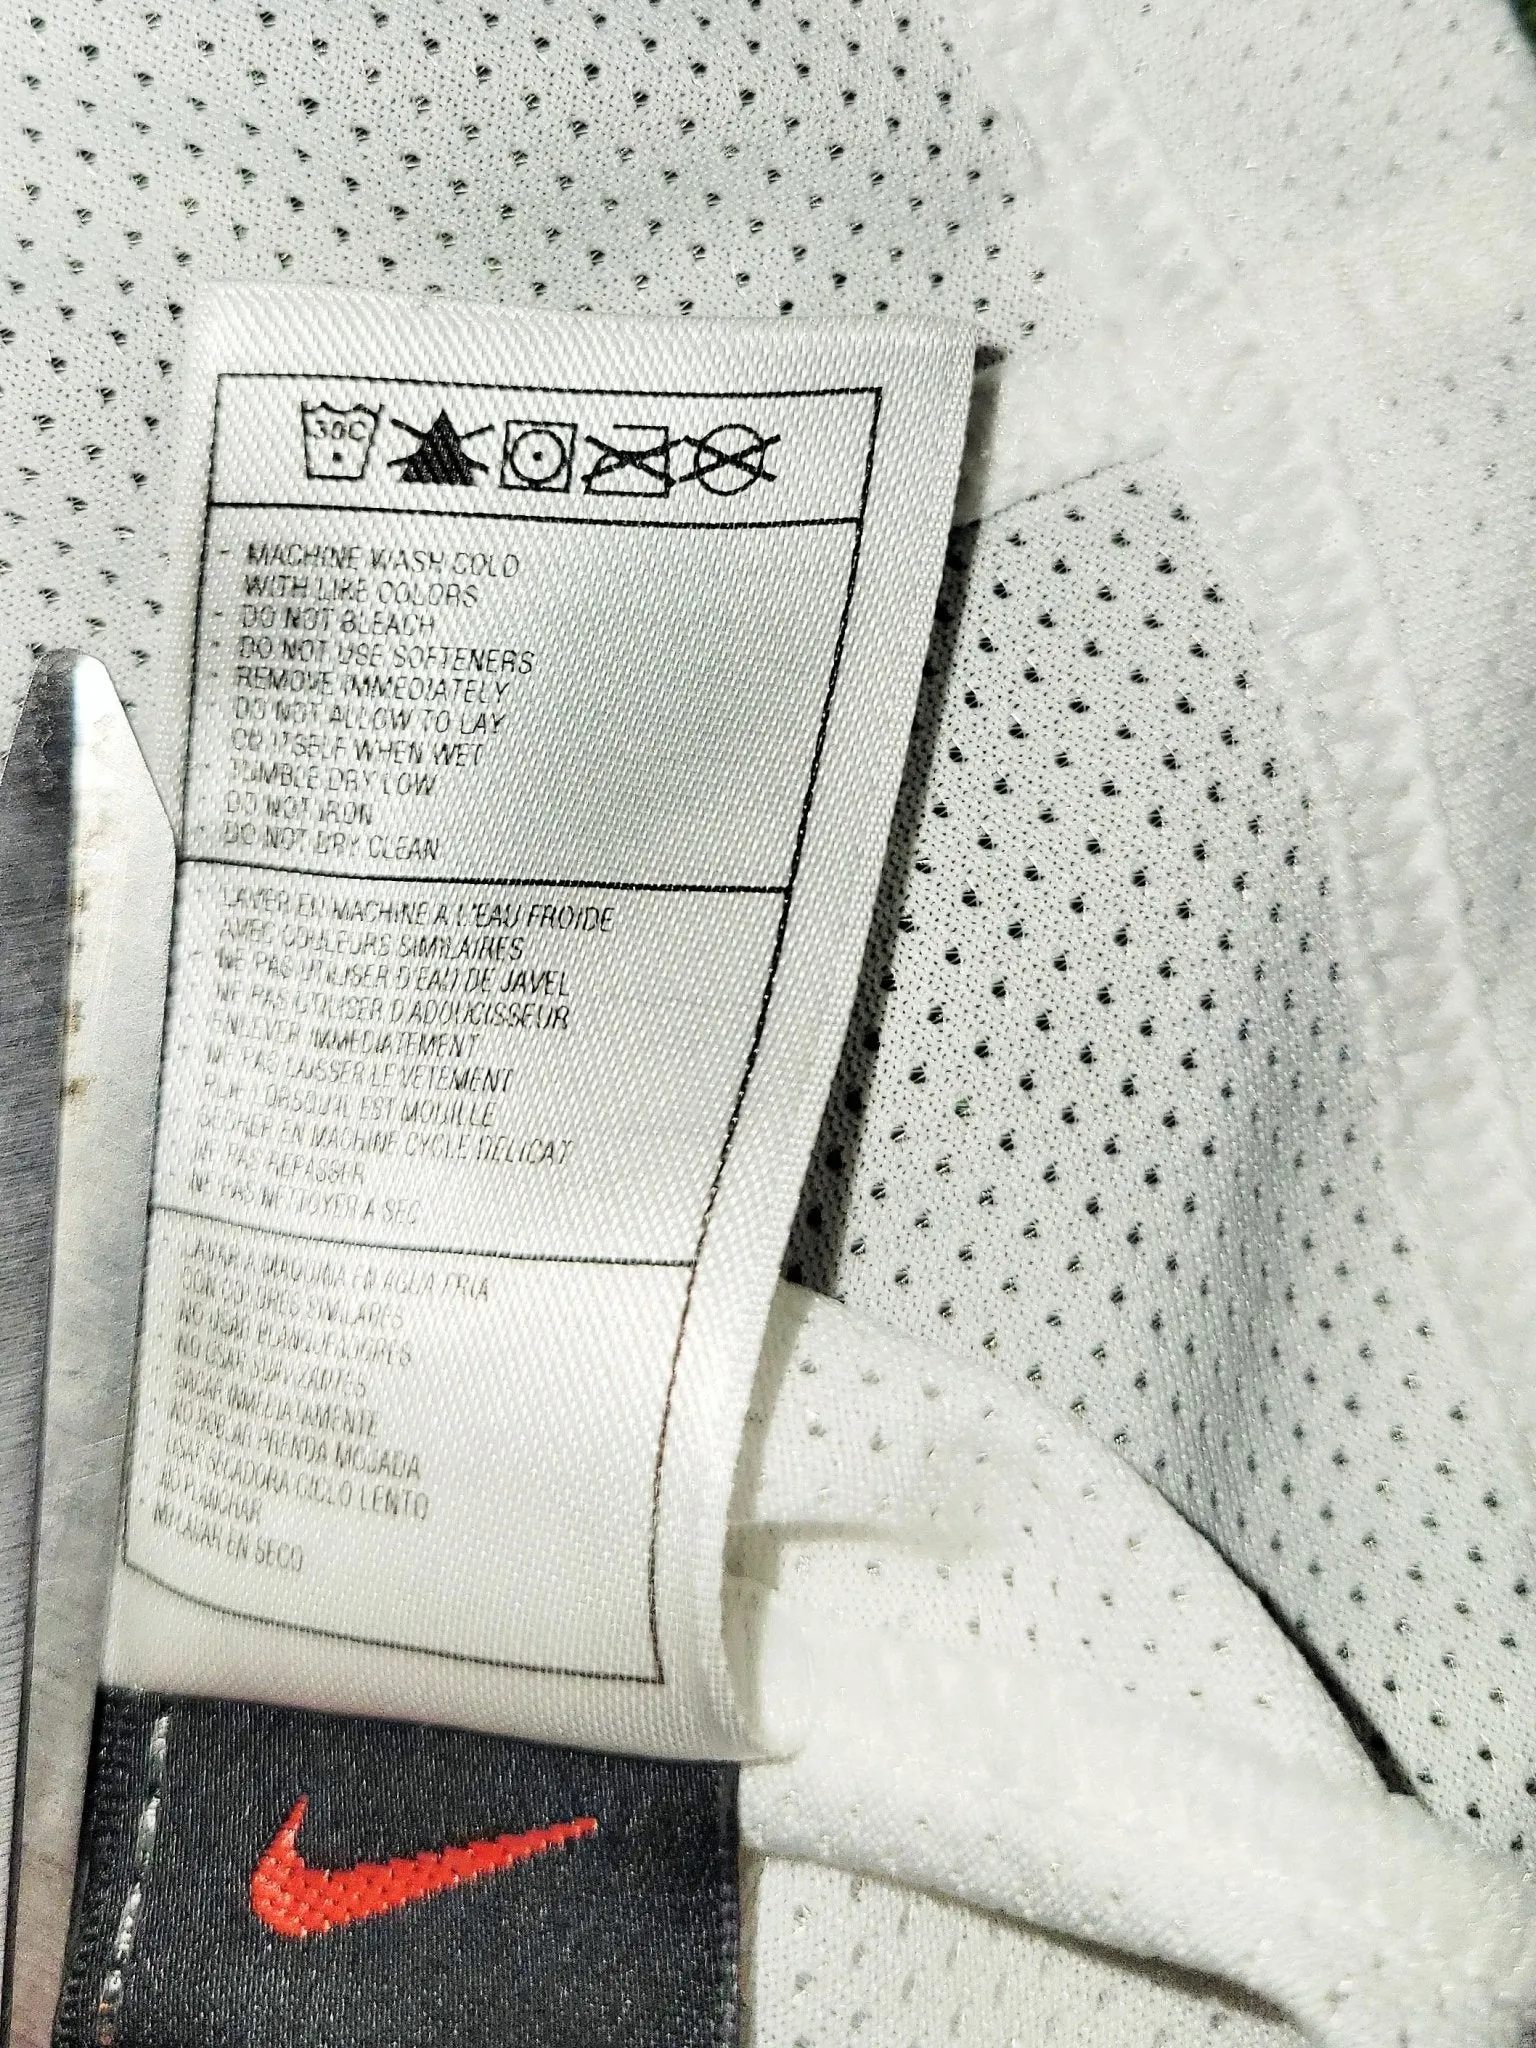 30C
- MACHINE WASH COLD
WITH LIKE COLORS
- DO NOT BLEACH
- DO NOT USE SOFTENERS
- REMOVE IMMEDIATELY
- DO NOT ALLOW TO LAY
ON ITSELF WHEN WET
- TUMBLE DRY LOW
- DO NOT IRON
- DO NOT DRY CLEAN
- LAVER EN MACHINE A L'EAU FROIDE
AVEC COULEURS SIMILAIRES
- NE PAS UTILISER D'EAU DE JAVEL
- NE PAS UTILISER D'ADOUCISSEUR
- ENLEVER IMMEDIATEMENT
- NE PAS LAISSER LE VETEMENT
PLIE LORSQU'IL EST MOUILLE
- SECHER EN MACHINE CYCLE DELICAT
- NE PAS REPASSER
- NE PAS NETTOYER A SEC
- LAVAR A MAQUINA EN AGUA FRIA
CON COLORES SIMILARES
- NO USAR BLANQUEADORES
- NO USAR SUAVIZANTES
- SACAR IMMEDIATAMENTE
- NO DOBLAR PRENDA MOJADA
- USAR SECADORA CICLO LENTO
- NO PLANCHAR
- NO LAVAR EN SECO